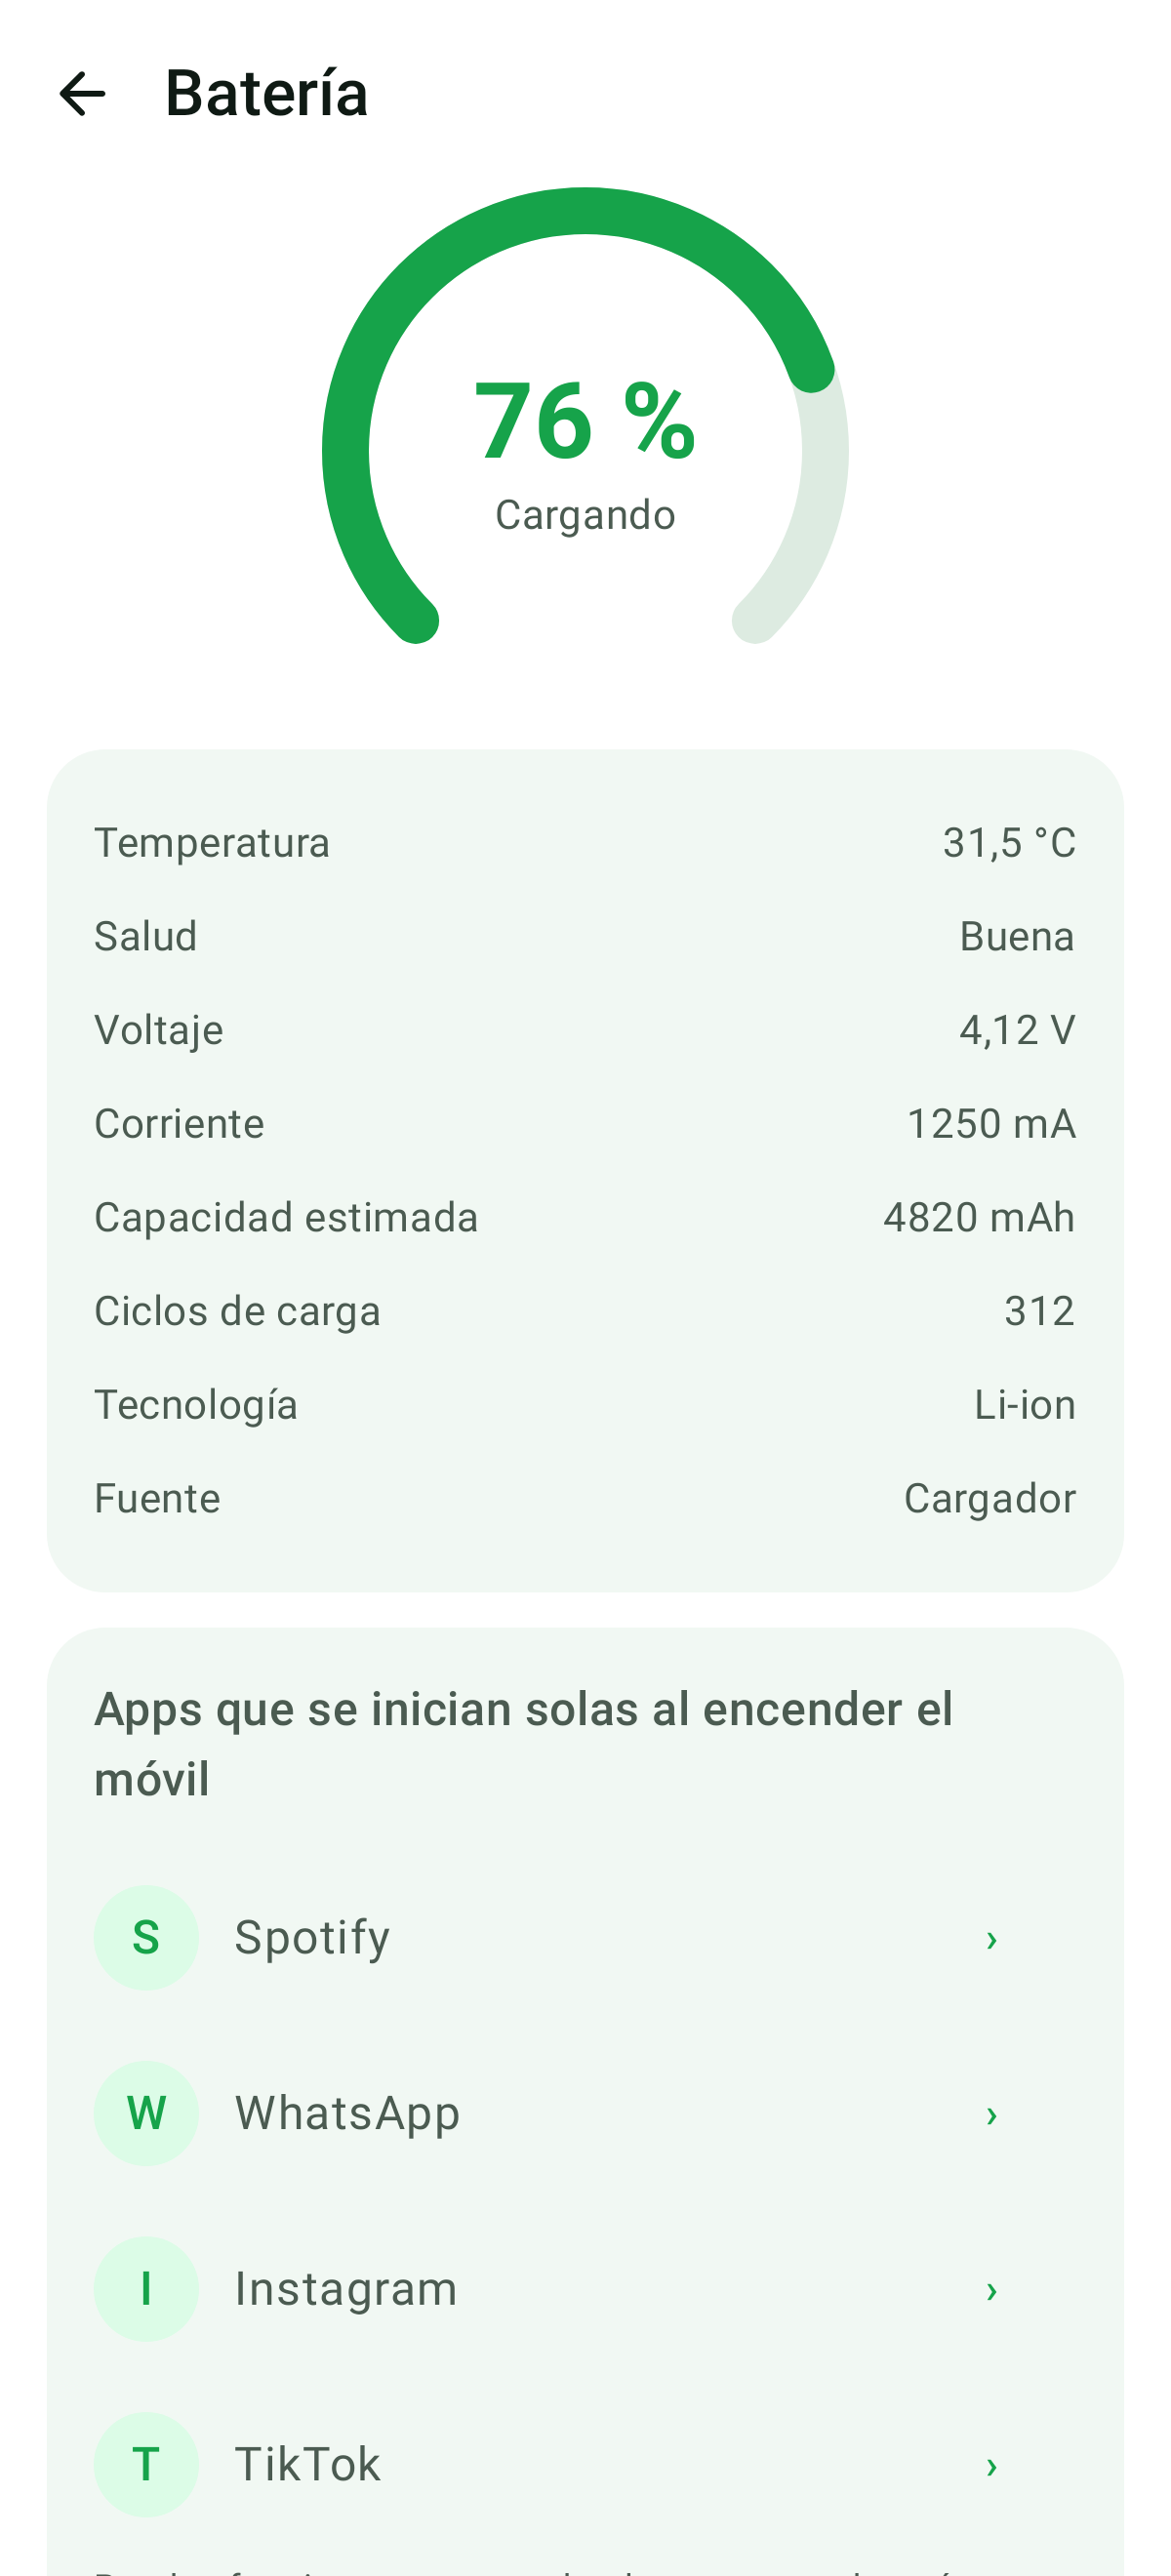 Batería
76 %
Cargando
Temperatura 31,5 °C
Salud Buena
Voltaje 4,12 V
Corriente 1250 mA
Capacidad estimada 4820 mAh
Ciclos de carga 312
Tecnología Li-ion
Fuente Cargador
Apps que se inician solas al encender el
móvil
S Spotify ›
W WhatsApp ›
I Instagram ›
T TikTok ›